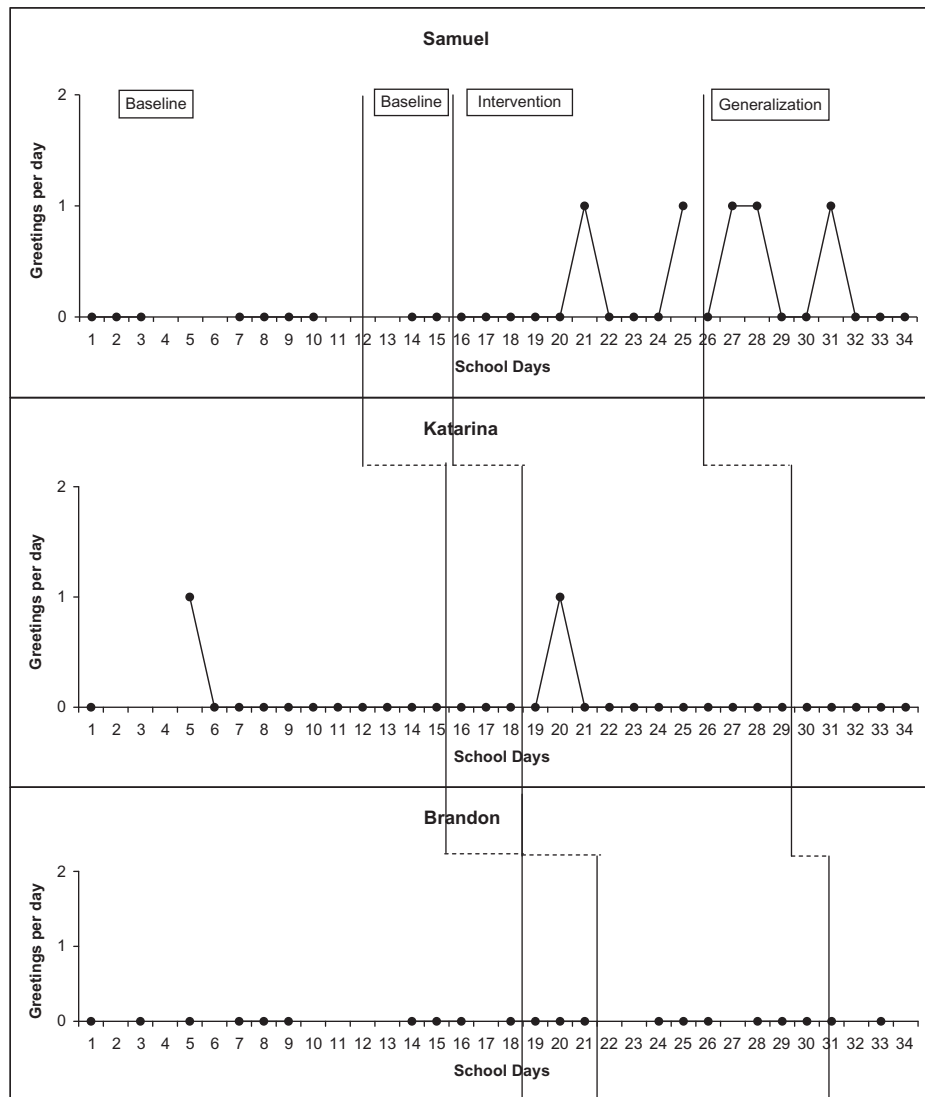 Samuel
Greetings per day
2
1
0
Baseline
Baseline
Intervention
Generalization
1 2 3 4 5 6 7 8 9 10 11 12 13 14 15 16 17 18 19 20 21 22 23 24 25 26 27 28 29 30 31 32 33 34
School Days
Katarina
Greetings per day
2
1
0
1 2 3 4 5 6 7 8 9 10 11 12 13 14 15 16 17 18 19 20 21 22 23 24 25 26 27 28 29 30 31 32 33 34
School Days
Brandon
Greetings per day
2
1
0
1 2 3 4 5 6 7 8 9 10 11 12 13 14 15 16 17 18 19 20 21 22 23 24 25 26 27 28 29 30 31 32 33 34
School Days